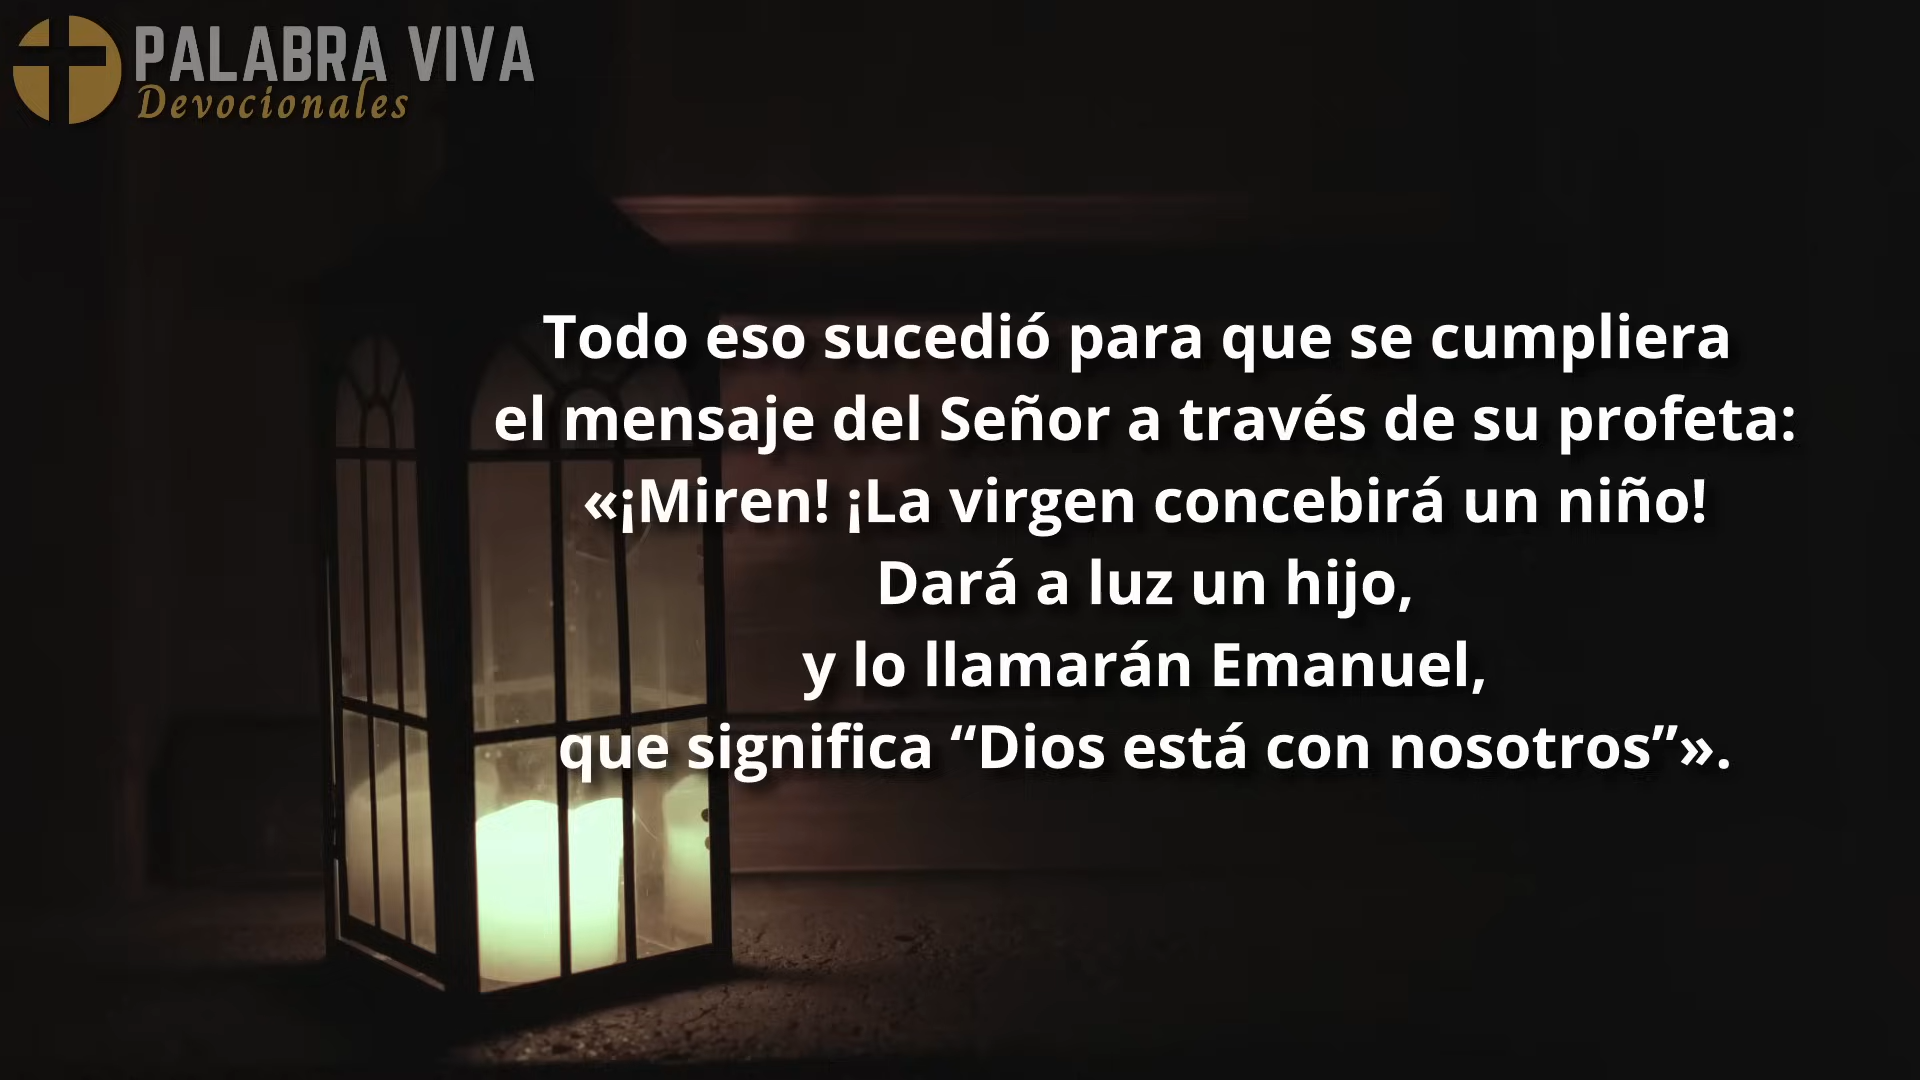 PALABRA VIVA
Devocionales
Todo eso sucedió para que se cumpliera
el mensaje del Señor a través de su profeta:
«¡Miren! ¡La virgen concebirá un niño!
Dará a luz un hijo,
y lo llamarán Emanuel,
que significa “Dios está con nosotros”».